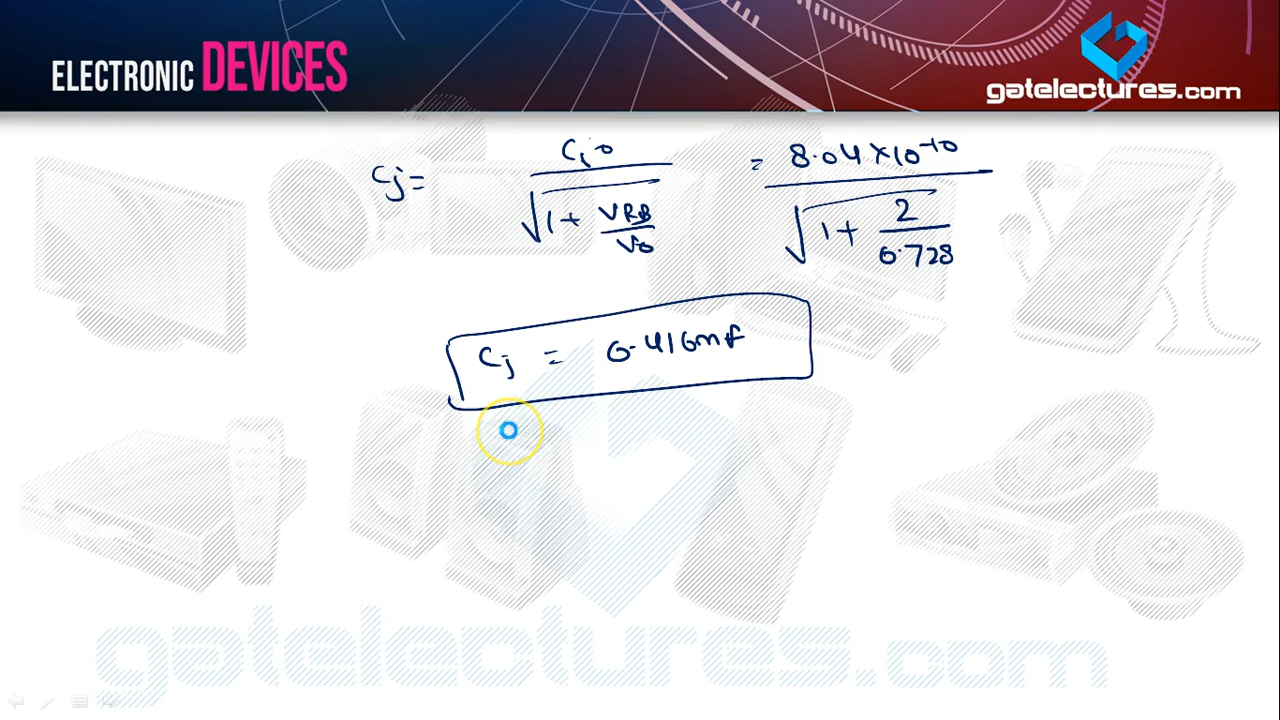 ELECTRONIC DEVICES
gatelectures.com
Cj = Cj0 / √(1 + VRB/V0) = 8.04 × 10^-10 / √(1 + 2/0.728)
Cj = 0.416nf
gatelectures.com